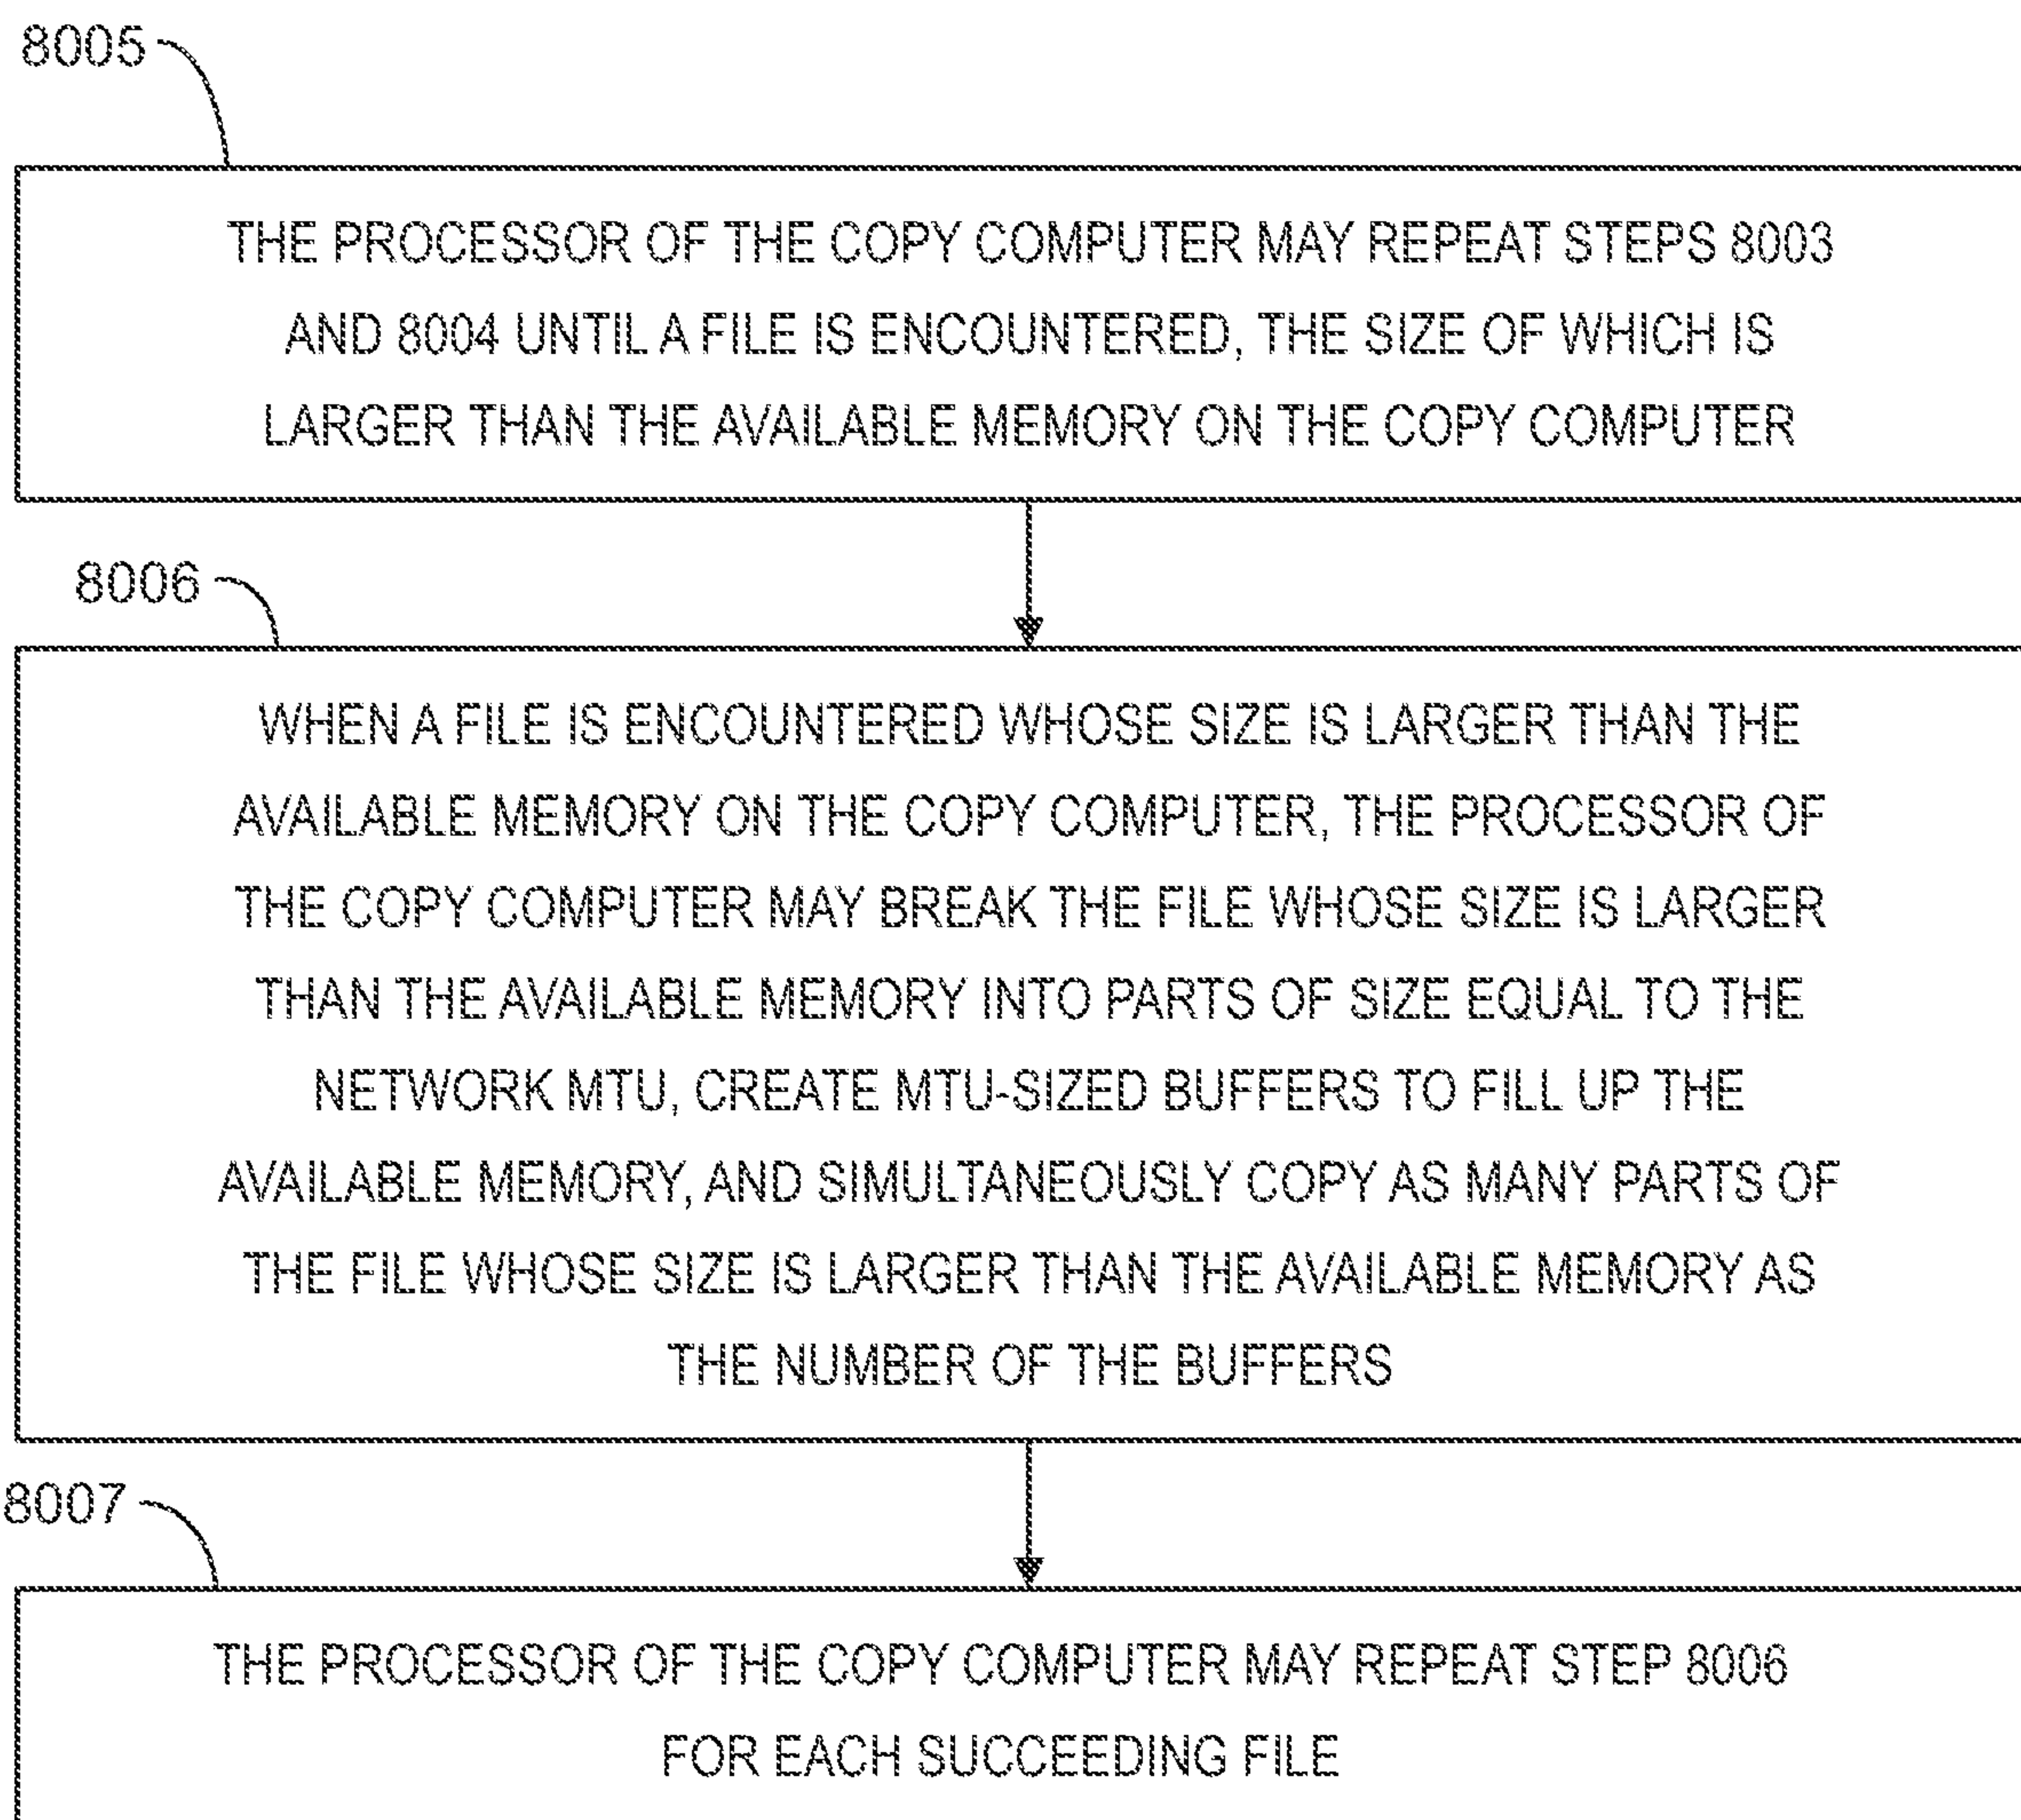 8005
THE PROCESSOR OF THE COPY COMPUTER MAY REPEAT STEPS 8003
AND 8004 UNTIL A FILE IS ENCOUNTERED, THE SIZE OF WHICH IS
LARGER THAN THE AVAILABLE MEMORY ON THE COPY COMPUTER
8006
WHEN A FILE IS ENCOUNTERED WHOSE SIZE IS LARGER THAN THE
AVAILABLE MEMORY ON THE COPY COMPUTER, THE PROCESSOR OF
THE COPY COMPUTER MAY BREAK THE FILE WHOSE SIZE IS LARGER
THAN THE AVAILABLE MEMORY INTO PARTS OF SIZE EQUAL TO THE
NETWORK MTU, CREATE MTU-SIZED BUFFERS TO FILL UP THE
AVAILABLE MEMORY, AND SIMULTANEOUSLY COPY AS MANY PARTS OF
THE FILE WHOSE SIZE IS LARGER THAN THE AVAILABLE MEMORY AS
THE NUMBER OF THE BUFFERS
8007
THE PROCESSOR OF THE COPY COMPUTER MAY REPEAT STEP 8006
FOR EACH SUCCEEDING FILE